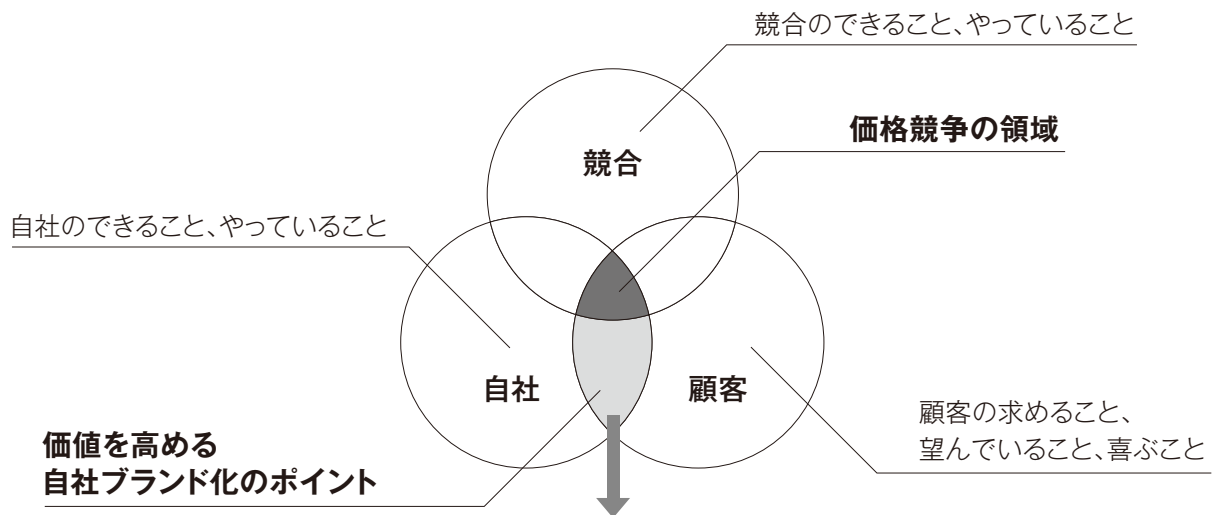 競合のできること、やっていること
価格競争の領域
競合
自社のできること、やっていること
自社
顧客
価値を高める
自社ブランド化のポイント
顧客の求めること、
望んでいること、喜ぶこと